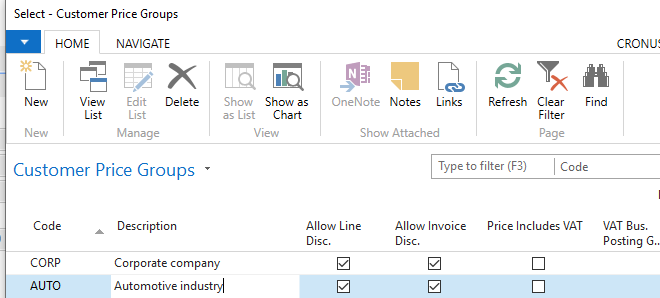 Select - Customer Price Groups
HOME
NAVIGATE
CRONUS
New
View List
Edit List
Delete
Show as List
Show as Chart
OneNote
Notes
Links
Refresh
Clear Filter
Find
New
Manage
View
Show Attached
Page
Customer Price Groups
Type to filter (F3)
Code
Code
Description
Allow Line Disc.
Allow Invoice Disc.
Price Includes VAT
VAT Bus. Posting G...
CORP
Corporate company
AUTO
Automotive industry